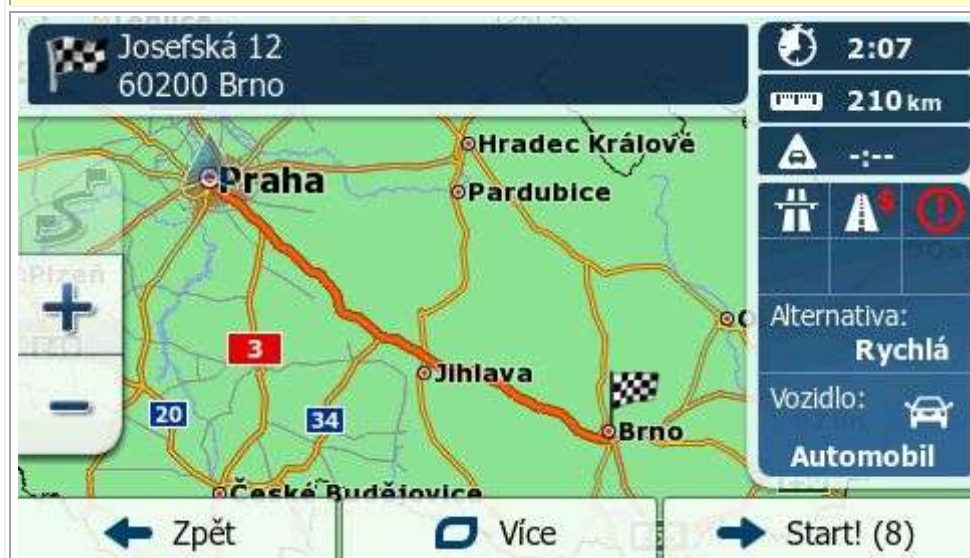 Josefská 12
60200 Brno
2:07
210 km
-:--
Hradec Králové
Praha
Pardubice
Plzeň
Alternativa:
Rychlá
3
Jihlava
Vozidlo:
20
34
Brno
Automobil
České Budějovice
Zpět
Více
Start! (8)